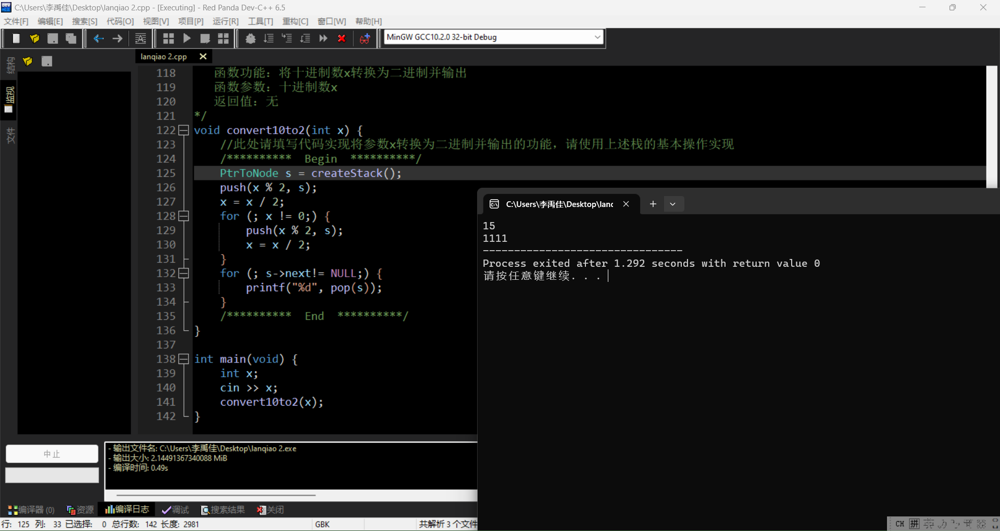 C:\Users\李禹佳\Desktop\lanqiao 2.cpp - [Executing] - Red Panda Dev-C++ 6.5
文件[F] 编辑[E] 搜索[S] 代码[O] 视图[V] 项目[P] 运行[R] 工具[T] 重构[C] 窗口[W] 帮助[H]
MinGW GCC10.2.0 32-bit Debug
结构
监视
文件
lanqiao 2.cpp
118 函数功能：将十进制数x转换为二进制并输出
119 函数参数：十进制数x
120 返回值：无
121 */
122 void convert10to2(int x) {
123 //此处请填写代码实现将参数x转换为二进制并输出的功能，请使用上述栈的基本操作实现
124 /********** Begin **********/
125 PtrToNode s = createStack();
126 push(x % 2, s);
127 x = x / 2;
128 for (; x != 0;) {
129 push(x % 2, s);
130 x = x / 2;
131 }
132 for (; s->next!= NULL;) {
133 printf("%d", pop(s));
134 }
135 /********** End **********/
136 }
137
138 int main(void) {
139 int x;
140 cin >> x;
141 convert10to2(x);
142 }
C:\Users\李禹佳\Desktop\lanc
15
1111
--------------------------------
Process exited after 1.292 seconds with return value 0
请按任意键继续. . .
中止
- 输出文件名: C:\Users\李禹佳\Desktop\lanqiao 2.exe
- 输出大小: 2.14491367340088 MiB
- 编译时间: 0.49s
编译器 (0) 资源 编译日志 调试 搜索结果 关闭
行: 125 列: 33 已选择: 0 总行数: 142 长度: 2981 GBK 共解析 3 个文件
CH 拼